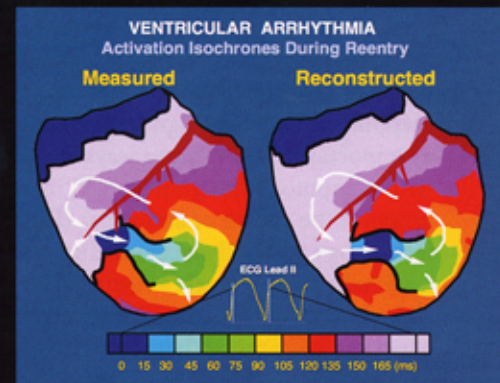 VENTRICULAR ARRHYTHMIA
Activation Isochrones During Reentry
Measured
Reconstructed
ECG Lead II
0 15 30 45 60 75 90 105 120 135 150 165 (ms)